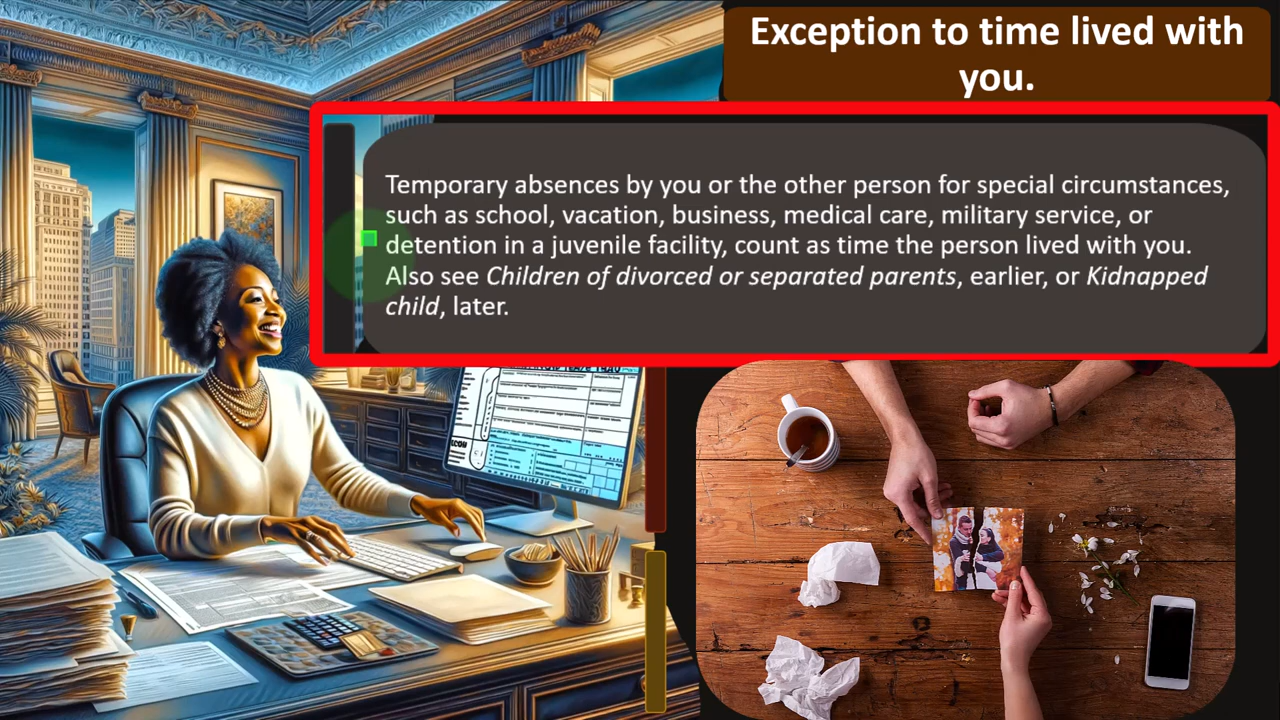 Exception to time lived with
you.
Temporary absences by you or the other person for special circumstances,
such as school, vacation, business, medical care, military service, or
detention in a juvenile facility, count as time the person lived with you.
Also see Children of divorced or separated parents, earlier, or Kidnapped
child, later.